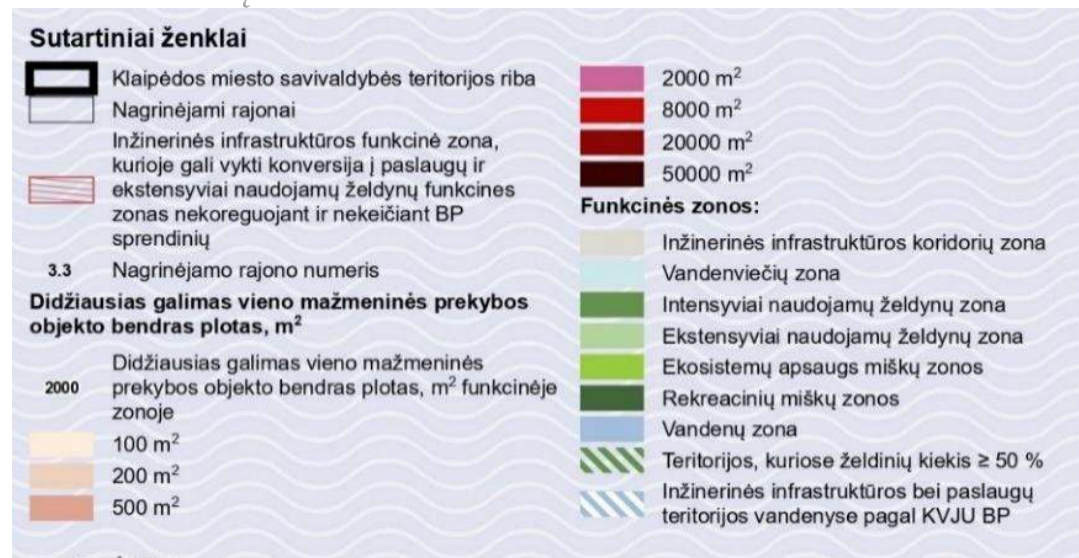 Sutartiniai ženklai
Klaipėdos miesto savivaldybės teritorijos riba
Nagrinėjami rajonai
Inžinerinės infrastruktūros funkcinė zona,
kurioje gali vykti konversija į paslaugų ir
ekstensyviai naudojamų želdynų funkcines
zonas nekoreguojant ir nekeičiant BP
sprendinių
3.3 Nagrinėjamo rajono numeris
Didžiausias galimas vieno mažmeninės prekybos
objekto bendras plotas, m²
Didžiausias galimas vieno mažmeninės
2000 prekybos objekto bendras plotas, m² funkcinėje
zonoje
100 m²
200 m²
500 m²
2000 m²
8000 m²
20000 m²
50000 m²
Funkcinės zonos:
Inžinerinės infrastruktūros koridorių zona
Vandenviečių zona
Intensyviai naudojamų želdynų zona
Ekstensyviai naudojamų želdynų zona
Ekosistemų apsaugs miškų zonos
Rekreacinių miškų zonos
Vandenų zona
Teritorijos, kuriose želdinių kiekis ≥ 50 %
Inžinerinės infrastruktūros bei paslaugų
teritorijos vandenyse pagal KVJU BP